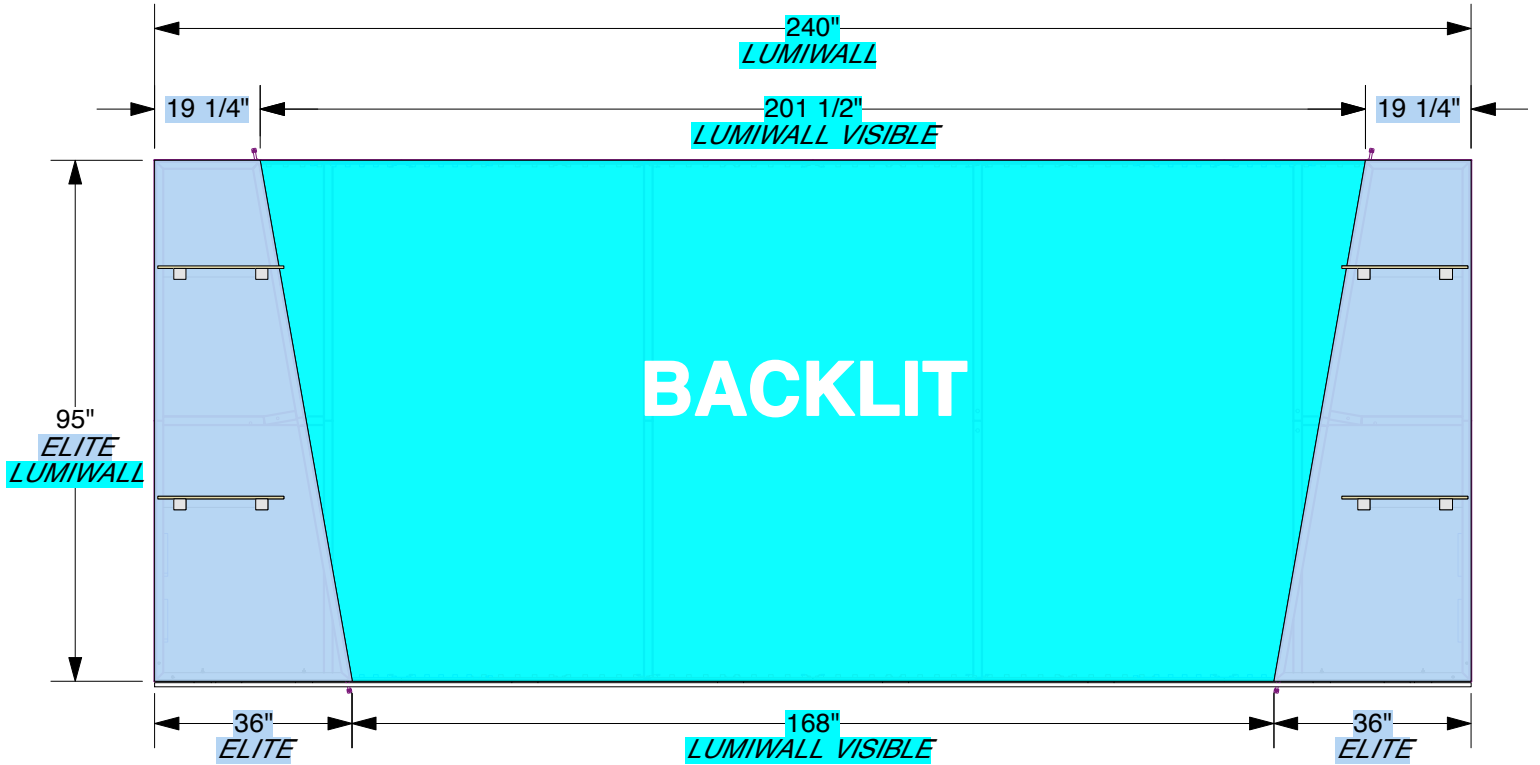 240"
LUMIWALL
19 1/4"
201 1/2"
19 1/4"
LUMIWALL VISIBLE
BACKLIT
95"
ELITE
LUMIWALL
36"
ELITE
168"
LUMIWALL VISIBLE
36"
ELITE